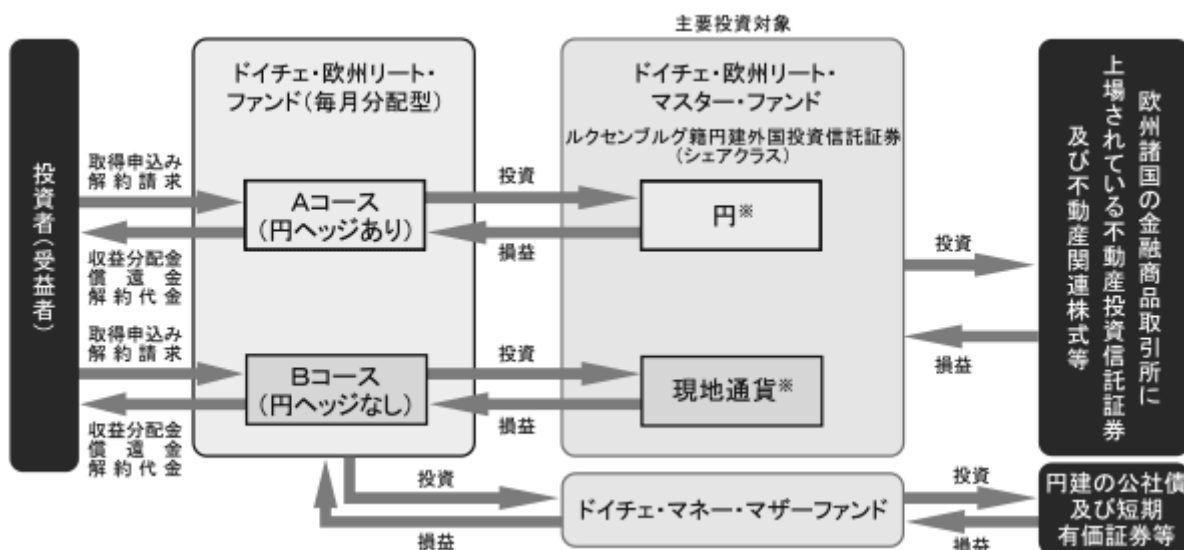 主要投資対象
投資者(受益者)
ドイチェ・欧州リート・
ファンド(毎月分配型)
ドイチェ・欧州リート・
マスター・ファンド
ルクセンブルグ籍円建外国投資信託証券
(シェアクラス)
取得申込み
解約請求
Aコース
(円ヘッジあり)
投資
円※
損益
収益分配金
償還金
解約代金
取得申込み
解約請求
Bコース
(円ヘッジなし)
投資
現地通貨※
損益
収益分配金
償還金
解約代金
投資
損益
欧州諸国の金融商品取引所に
上場されている不動産投資信託証券
及び不動産関連株式等
投資
損益
ドイチェ・マネー・マザーファンド
投資
損益
円建の公社債
及び短期
有価証券等